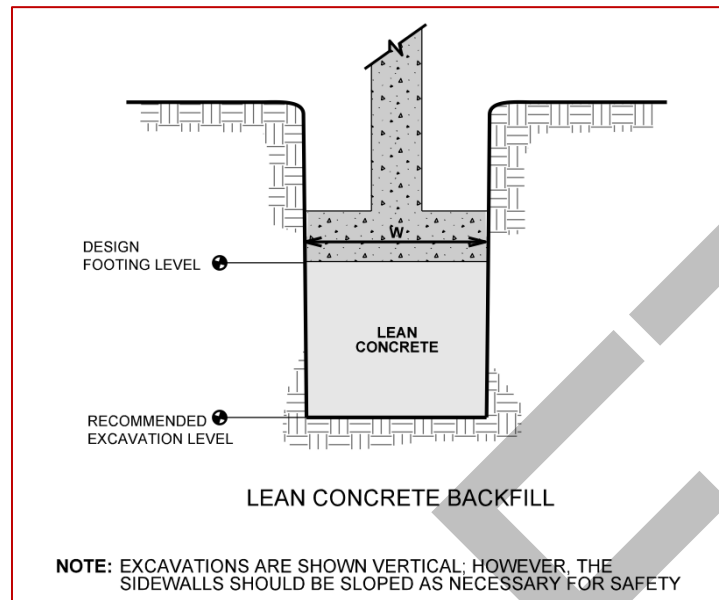 W
DESIGN
FOOTING LEVEL
LEAN
CONCRETE
RECOMMENDED
EXCAVATION LEVEL
LEAN CONCRETE BACKFILL
NOTE: EXCAVATIONS ARE SHOWN VERTICAL; HOWEVER, THE
SIDEWALLS SHOULD BE SLOPED AS NECESSARY FOR SAFETY